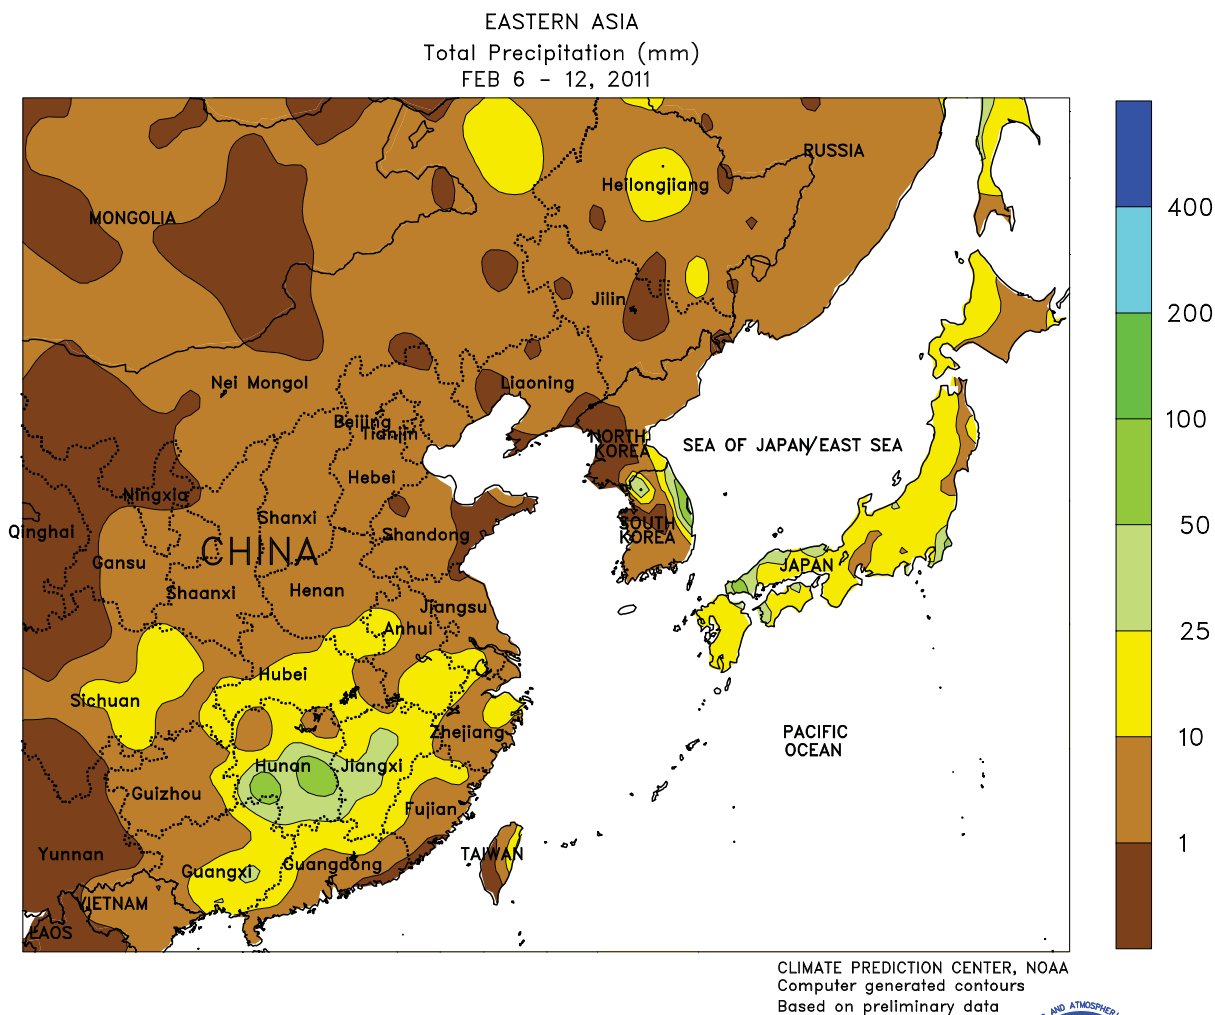 EASTERN ASIA
Total Precipitation (mm)
FEB 6 - 12, 2011
RUSSIA
Heilongjiang
MONGOLIA
400
Jilin
200
Nei Mongol
Liaoning
100
Beijing
Tianjin
NORTH
KOREA
SEA OF JAPAN/EAST SEA
Hebei
Ningxia
50
Qinghai
Shanxi
Shandong
SOUTH
KOREA
CHINA
Gansu
JAPAN
Shaanxi
Henan
Jiangsu
Anhui
25
Hubei
Sichuan
Zhejiang
PACIFIC
OCEAN
10
Hunan
Jiangxi
Guizhou
Fujian
1
Yunnan
Guangxi
Guangdong
TAIWAN
VIETNAM
LAOS
CLIMATE PREDICTION CENTER, NOAA
Computer generated contours
Based on preliminary data
AND ATMOSPHERI